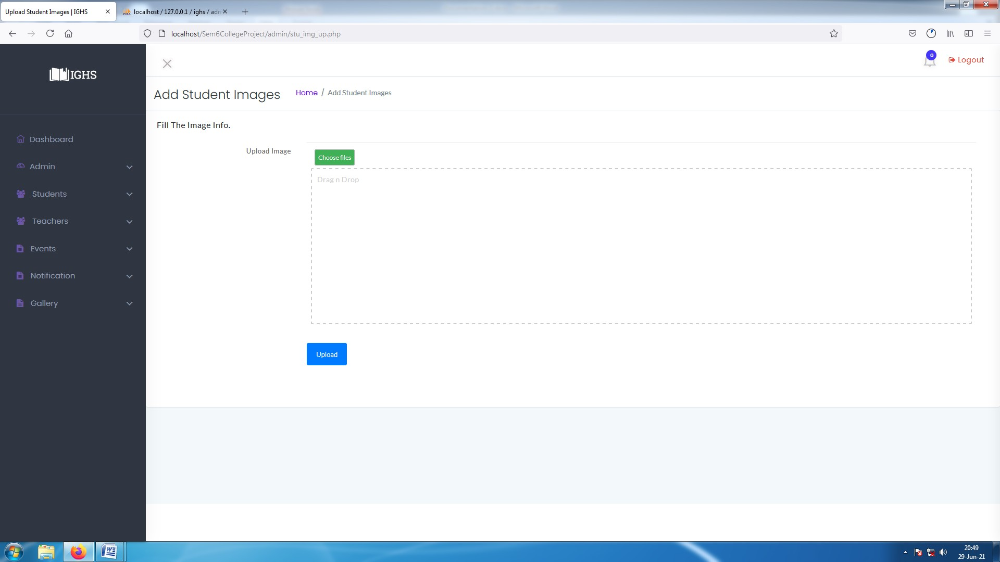 Upload Student Images | IGHS
localhost / 127.0.0.1 / ighs / adn
localhost/Sem6CollegeProject/admin/stu_img_up.php
IGHS
0
Logout
Add Student Images
Home / Add Student Images
Fill The Image Info.
Dashboard
Admin
Students
Teachers
Events
Notification
Gallery
Upload Image
Choose files
Drag n Drop
Upload
20:49
29-Jun-21